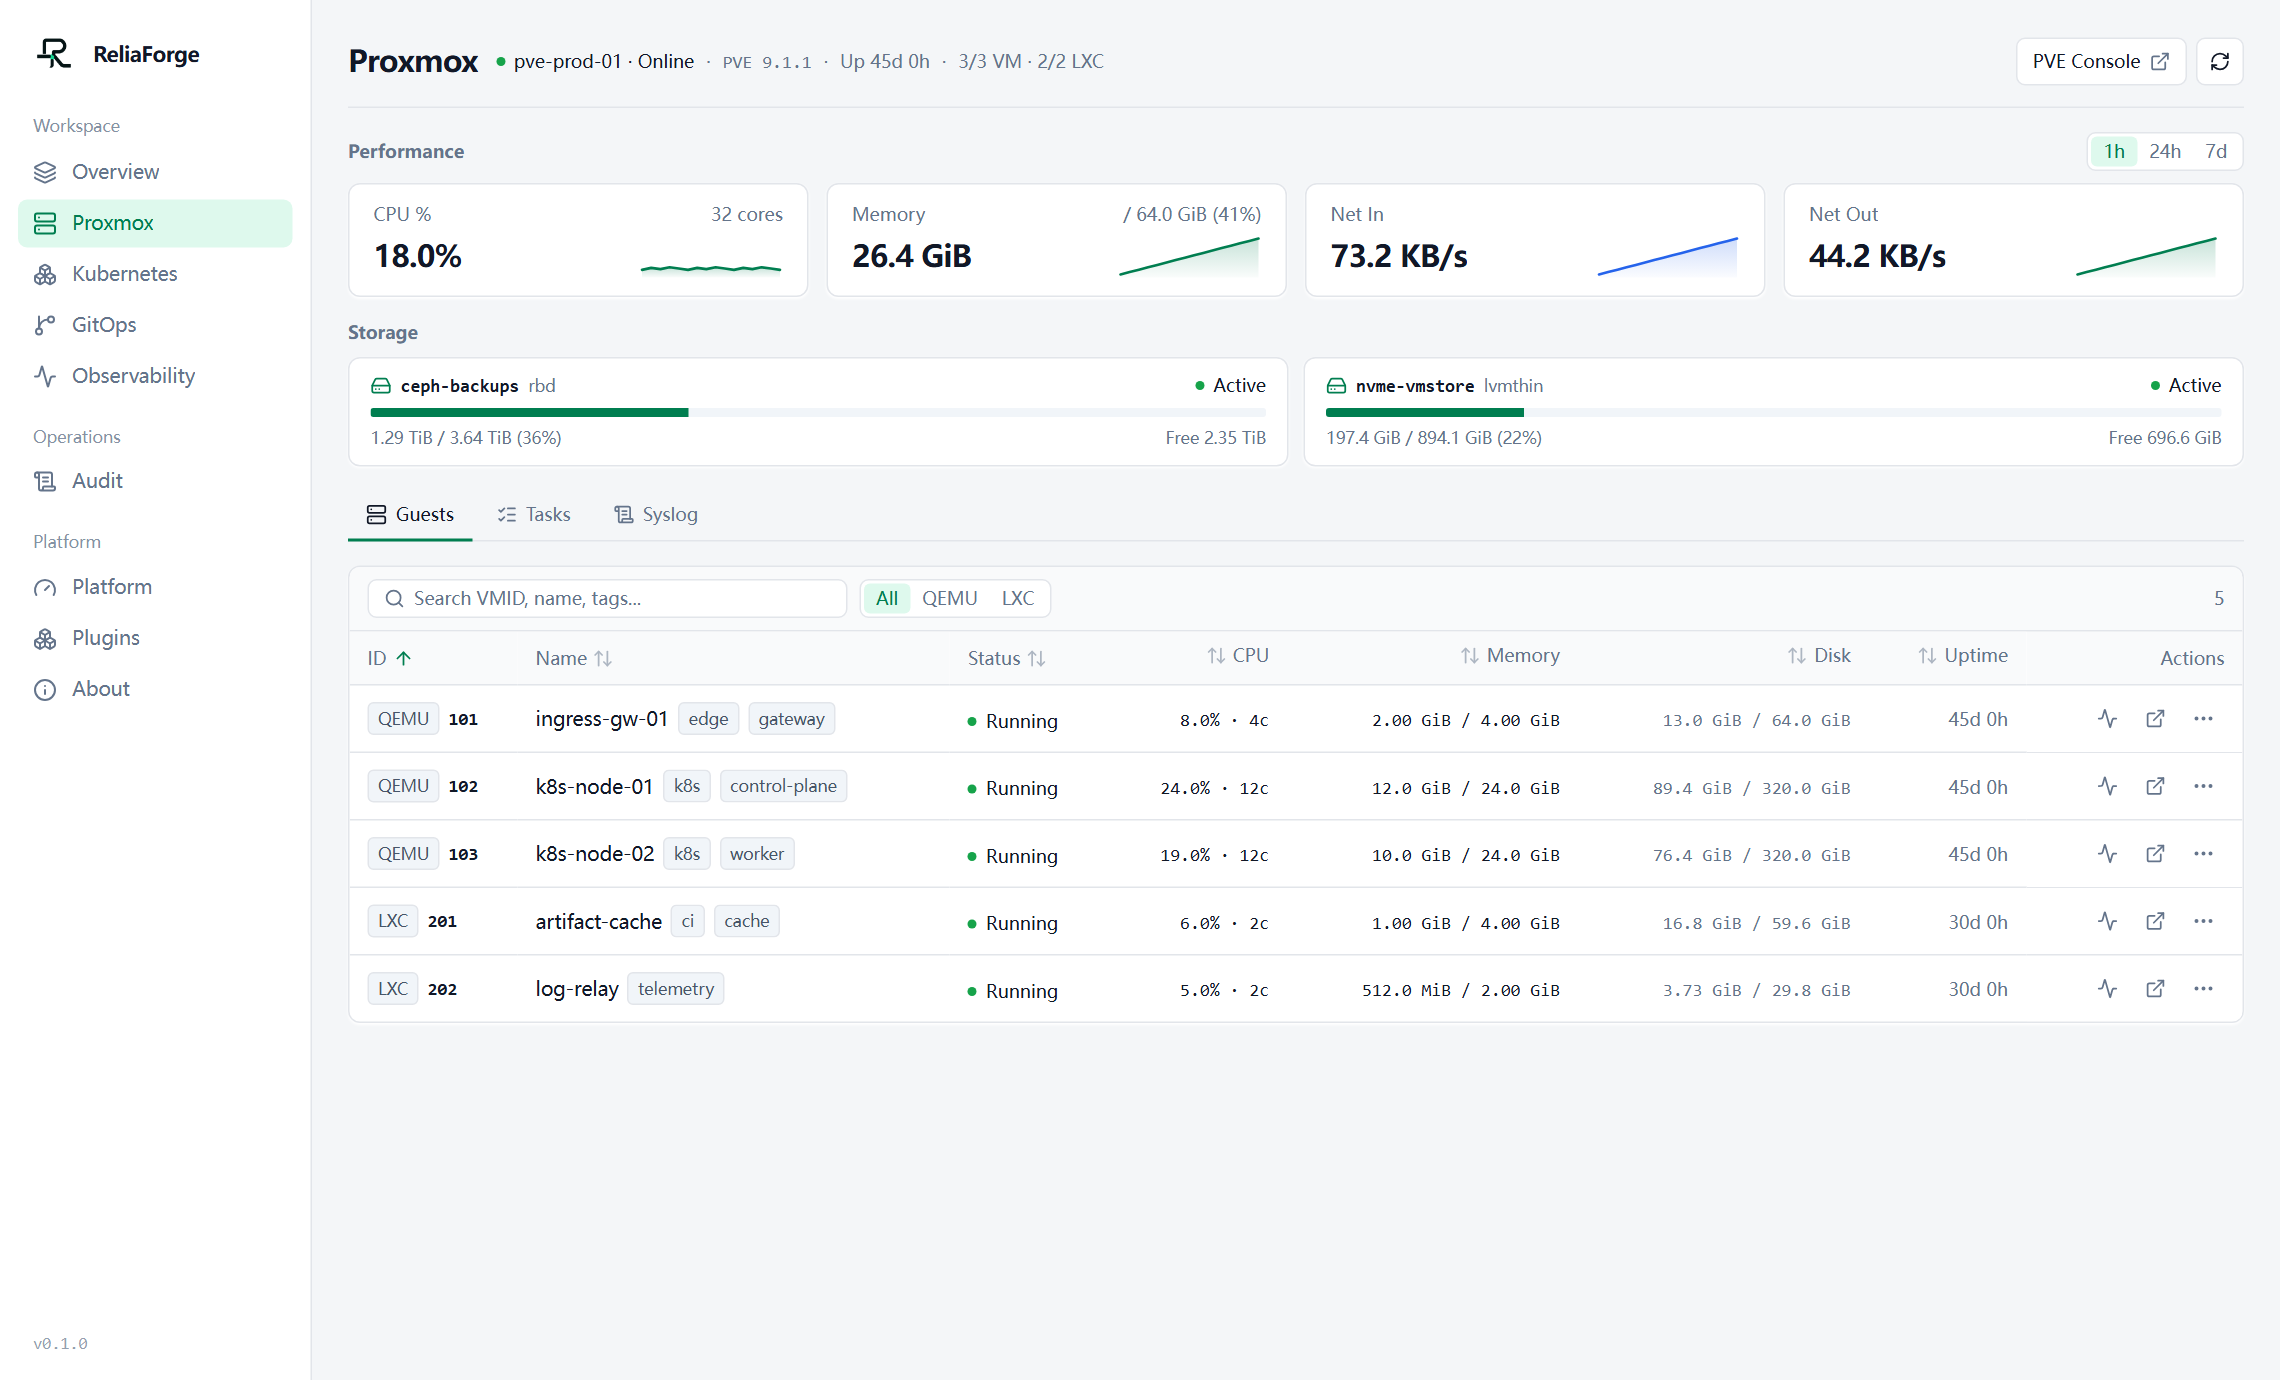 ReliaForge
Workspace
Overview
Proxmox
Kubernetes
GitOps
Observability
Operations
Audit
Platform
Platform
Plugins
About
v0.1.0
Proxmox pve-prod-01 · Online · PVE 9.1.1 · Up 45d 0h · 3/3 VM · 2/2 LXC
PVE Console
Performance
1h 24h 7d
CPU % 32 cores
18.0%
Memory / 64.0 GiB (41%)
26.4 GiB
Net In
73.2 KB/s
Net Out
44.2 KB/s
Storage
ceph-backups rbd Active
1.29 TiB / 3.64 TiB (36%) Free 2.35 TiB
nvme-vmstore lvmthin Active
197.4 GiB / 894.1 GiB (22%) Free 696.6 GiB
Guests Tasks Syslog
Search VMID, name, tags... All QEMU LXC 5
ID Name Status CPU Memory Disk Uptime Actions
QEMU 101 ingress-gw-01 edge gateway Running 8.0% · 4c 2.00 GiB / 4.00 GiB 13.0 GiB / 64.0 GiB 45d 0h
QEMU 102 k8s-node-01 k8s control-plane Running 24.0% · 12c 12.0 GiB / 24.0 GiB 89.4 GiB / 320.0 GiB 45d 0h
QEMU 103 k8s-node-02 k8s worker Running 19.0% · 12c 10.0 GiB / 24.0 GiB 76.4 GiB / 320.0 GiB 45d 0h
LXC 201 artifact-cache ci cache Running 6.0% · 2c 1.00 GiB / 4.00 GiB 16.8 GiB / 59.6 GiB 30d 0h
LXC 202 log-relay telemetry Running 5.0% · 2c 512.0 MiB / 2.00 GiB 3.73 GiB / 29.8 GiB 30d 0h